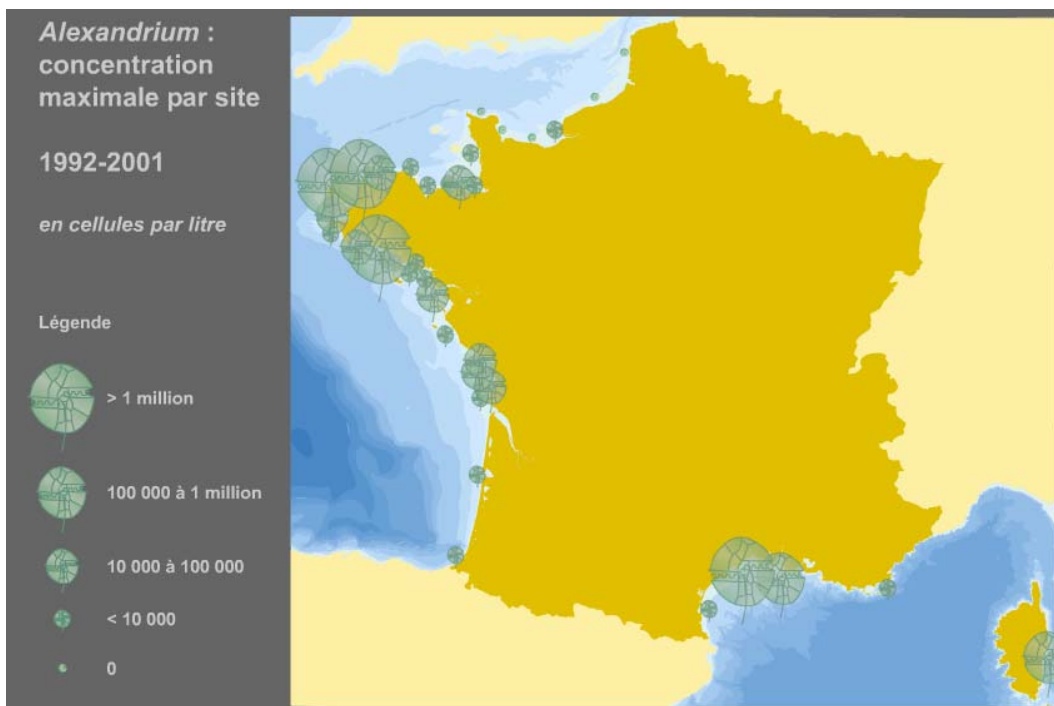 Alexandrium :
concentration
maximale par site
1992-2001
en cellules par litre
Légende
> 1 million
100 000 à 1 million
10 000 à 100 000
< 10 000
0